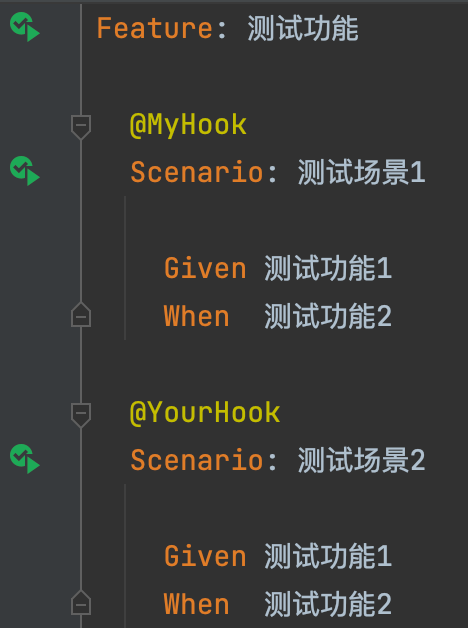 Feature: 测试功能
@MyHook
Scenario: 测试场景1
Given 测试功能1
When 测试功能2
@YourHook
Scenario: 测试场景2
Given 测试功能1
When 测试功能2